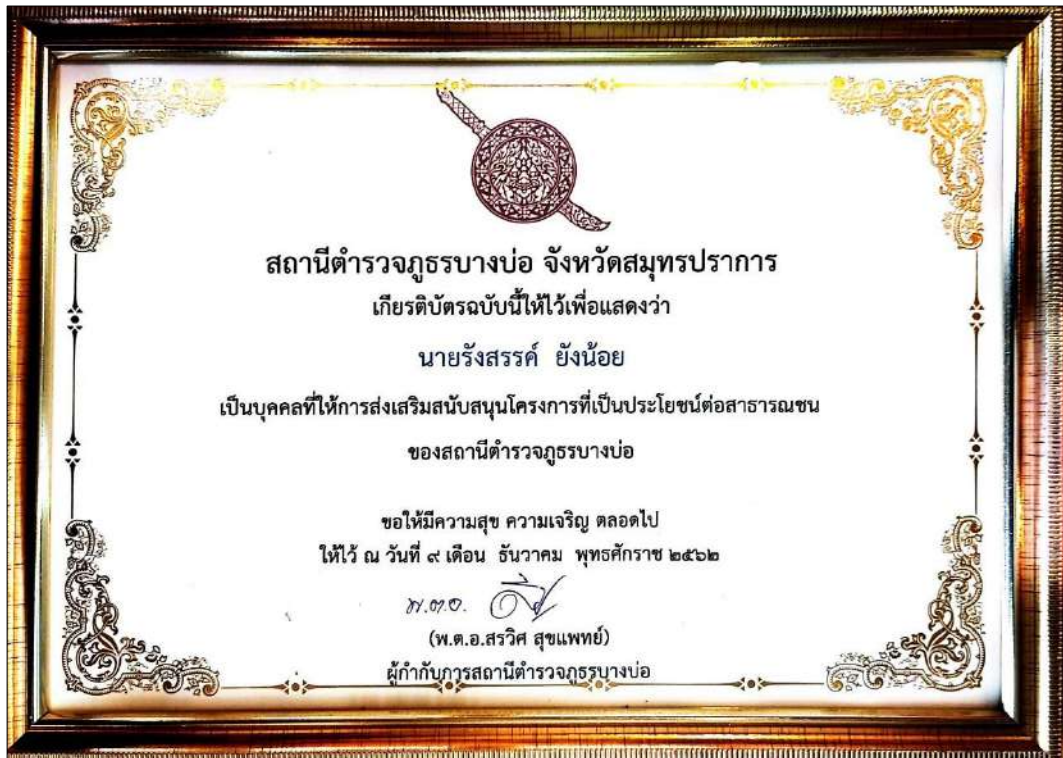 สถานีตำรวจภูธรบางบ่อ จังหวัดสมุทรปราการ
เกียรติบัตรฉบับนี้ให้ไว้เพื่อแสดงว่า
นายรังสรรค์ ยังน้อย
เป็นบุคคลที่ให้การส่งเสริมสนับสนุนโครงการที่เป็นประโยชน์ต่อสาธารณชน
ของสถานีตำรวจภูธรบางบ่อ
ขอให้มีความสุข ความเจริญ ตลอดไป
ให้ไว้ ณ วันที่ ๙ เดือน ธันวาคม พุทธศักราช ๒๕๖๒
พ.ต.อ.
(พ.ต.อ.สรวิศ สุขแพทย์)
ผู้กำกับการสถานีตำรวจภูธรบางบ่อ